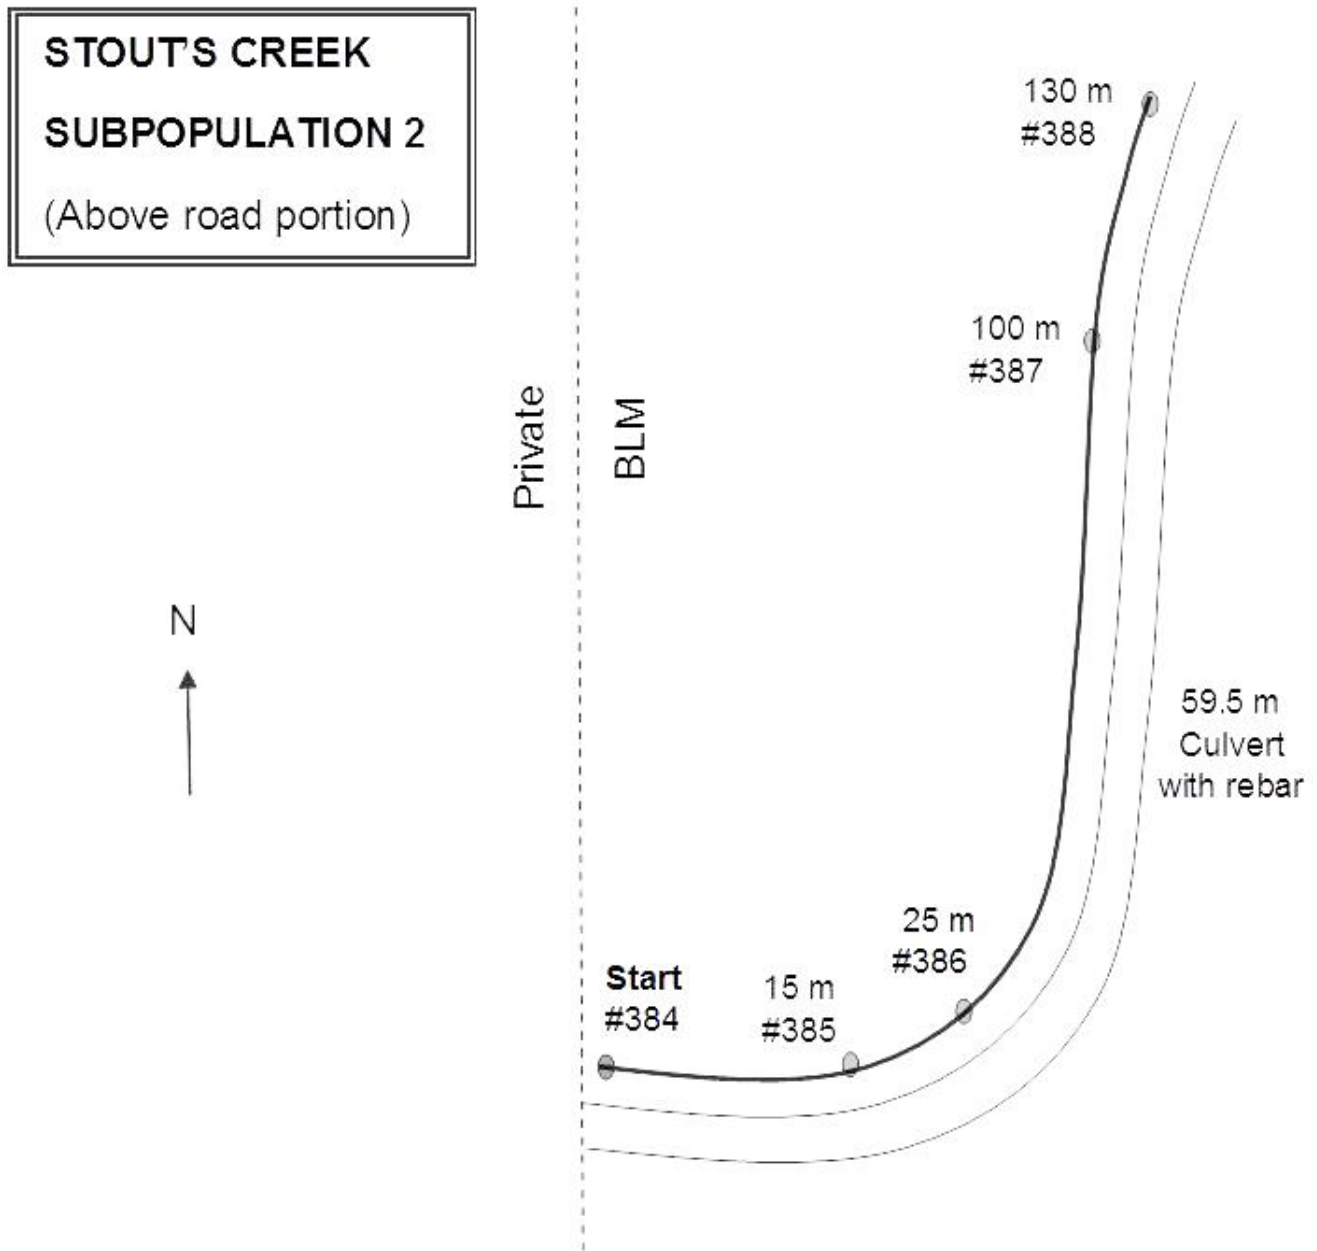 STOUT'S CREEK
SUBPOPULATION 2
(Above road portion)
130 m
#388
100 m
#387
Private
BLM
N
59.5 m
Culvert
with rebar
25 m
#386
Start
#384
15 m
#385